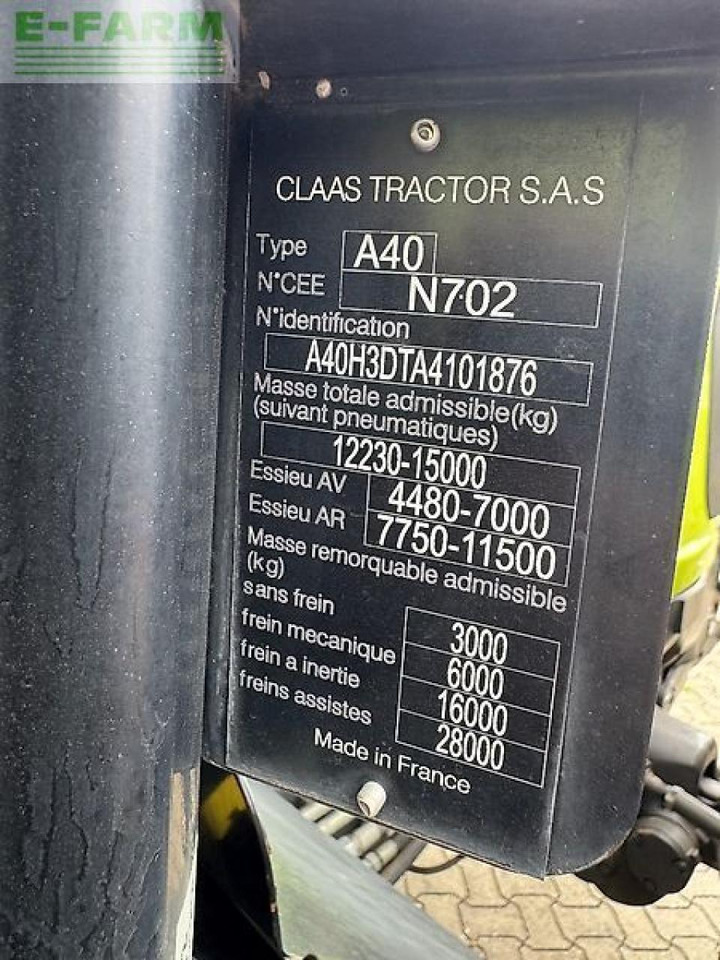 E-FARM
CLAAS TRACTOR S.A.S
Type A40
N°CEE N702
N°identification
A40H3DTA4101876
Masse totale admissible(kg)
(suivant pneumatiques)
12230-15000
Essieu AV 4480-7000
Essieu AR 7750-11500
Masse remorquable admissible
(kg)
sans frein 3000
frein mecanique 6000
frein a inertie 16000
freins assistes 28000
Made in France